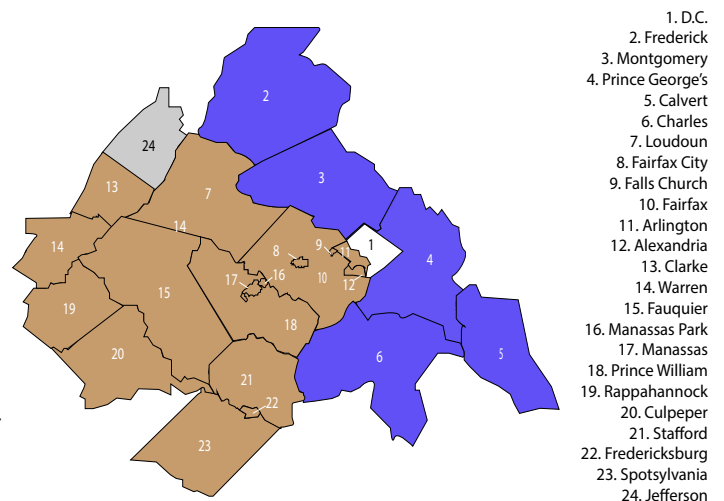 1. D.C.
2. Frederick
3. Montgomery
4. Prince George's
5. Calvert
6. Charles
7. Loudoun
8. Fairfax City
9. Falls Church
10. Fairfax
11. Arlington
12. Alexandria
13. Clarke
14. Warren
15. Fauquier
16. Manassas Park
17. Manassas
18. Prince William
19. Rappahannock
20. Culpeper
21. Stafford
22. Fredericksburg
23. Spotsylvania
24. Jefferson
2
24
3
13
7
14
9
11
1
14
8
4
16
10
17
12
15
19
18
20
6
5
21
22
23